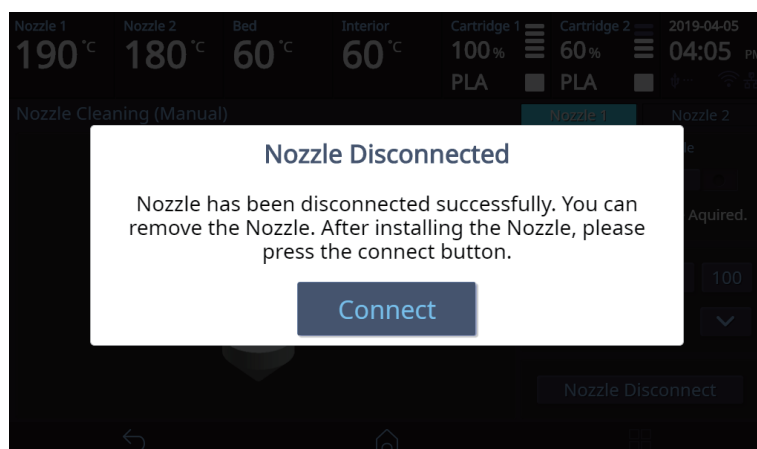 Nozzle 1 Nozzle 2 Bed Interior Cartridge 1 Cartridge 2 2019-04-05
190 °C 180 °C 60 °C 60 °C 100 % 60 % 04:05 PM
PLA PLA
Nozzle Cleaning (Manual) Nozzle 1 Nozzle 2
Nozzle Disconnected
Nozzle has been disconnected successfully. You can
remove the Nozzle. After installing the Nozzle, please
press the connect button.
Aquired.
100
Connect
Nozzle Disconnect